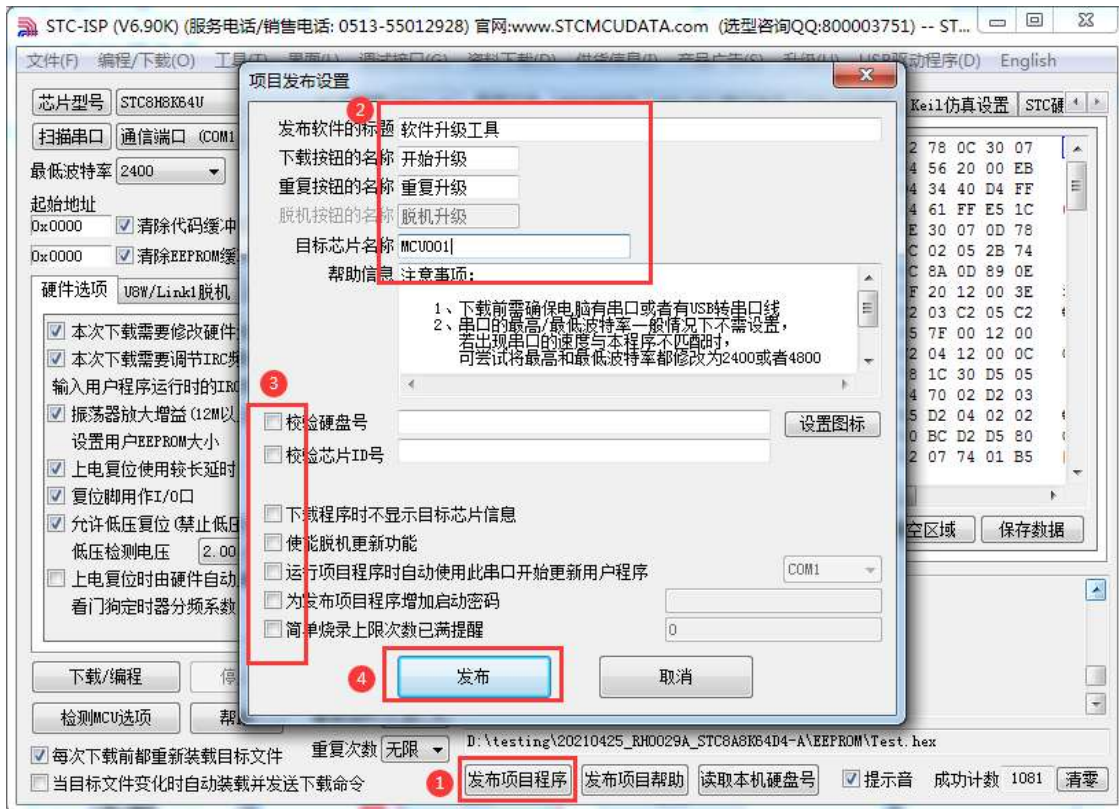 STC-ISP (V6.90K) (服务电话/销售电话: 0513-55012928) 官网:www.STCMCUDATA.com (选型咨询QQ:800003751) -- ST...
文件(F) 编程/下载(O) English
项目发布设置
芯片型号 STC8H8K64U
Keil仿真设置
扫描串口 通信端口 (COM1
最低波特率 2400
起始地址
0x0000 清除代码缓冲
0x0000 清除EEPROM缓
硬件选项 U8W/Link1脱机
本次下载需要修改硬件
本次下载需要调节IRC频
输入用户程序运行时的IRC
振荡器放大增益(12M以
设置用户EEPROM大小
上电复位使用较长延时
复位脚用作I/O口
允许低压复位(禁止低压
低压检测电压 2.00
上电复位时由硬件自动
看门狗定时器分频系数
2
发布软件的标题 软件升级工具
下载按钮的名称 开始升级
重复按钮的名称 重复升级
脱机按钮的名称 脱机升级
目标芯片名称 MCU001
帮助信息 注意事项:
1、下载前需确保电脑有串口或者有USB转串口线
2、串口的最高/最低波特率一般情况下不需设置,
若出现串口的速度与本程序不匹配时,
可尝试将最高和最低波特率都修改为2400或者4800
3
校验硬盘号 设置图标
校验芯片ID号
下载程序时不显示目标芯片信息
使能脱机更新功能
运行项目程序时自动使用此串口开始更新用户程序 COM1
为发布项目程序增加启动密码
简单烧录上限次数已满提醒 0
4 发布 取消
78 0C 30 07
56 20 00 EB
34 40 D4 FF
61 FF E5 1C
30 07 0D 78
02 05 2B 74
8A 0D 89 0E
20 12 00 3E
03 C2 05 C2
7F 00 12 00
04 12 00 0C
1C 30 D5 05
70 02 D2 03
D2 04 02 02
BC D2 D5 80
07 74 01 B5
空区域 保存数据
下载/编程
检测MCU选项
每次下载前都重新装载目标文件 重复次数 无限
当目标文件变化时自动装载并发送下载命令
D:\testing\20210425_RH0029A_STC8A8K64D4-A\EEPROM\Test.hex
1 发布项目程序 发布项目帮助 读取本机硬盘号 提示音 成功计数 1081 清零